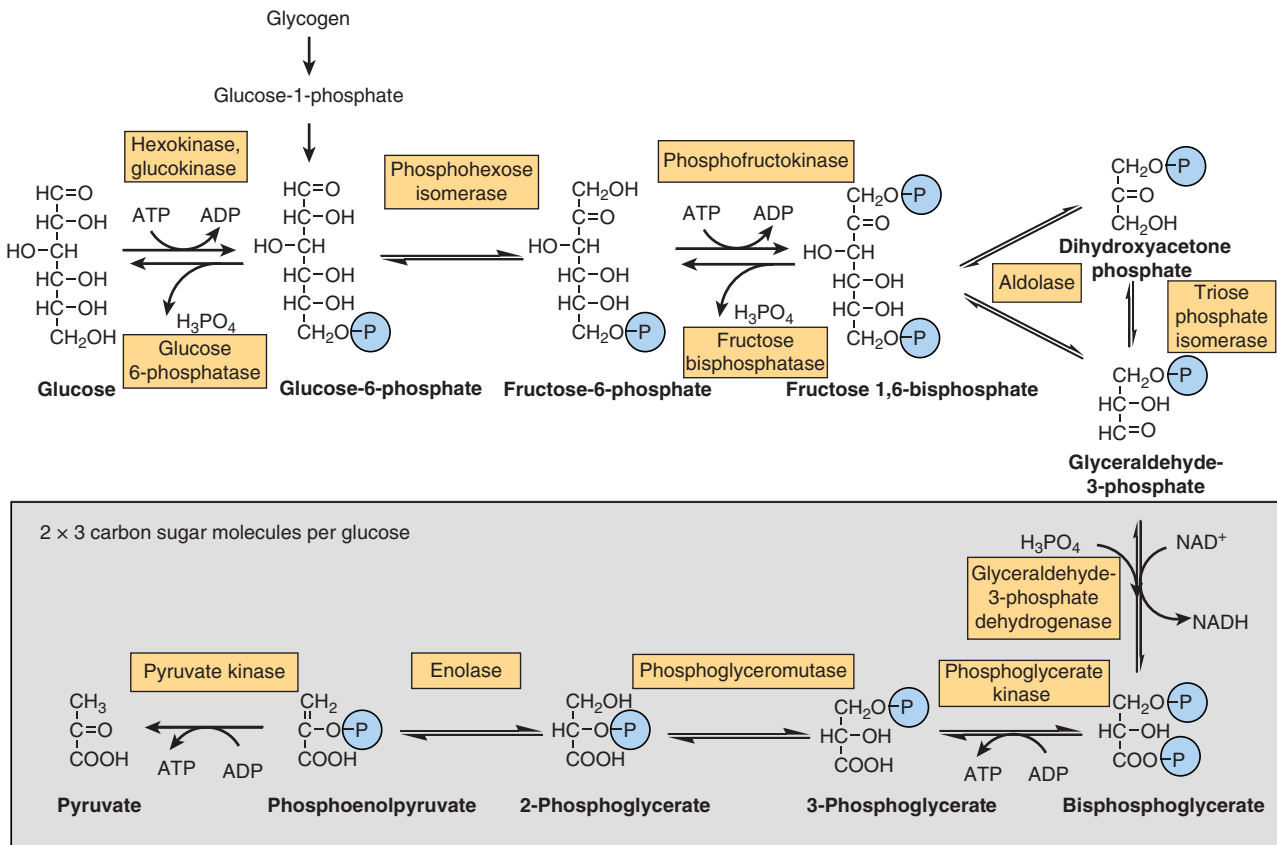 Glycogen
Glucose-1-phosphate
Hexokinase,
glucokinase
Phosphohexose
isomerase
Phosphofructokinase
HC=O
HC–OH
HO–CH
HC–OH
HC–OH
CH₂OH
ATP
ADP
H₃PO₄
Glucose
6-phosphatase
HC=O
HC–OH
HO–CH
HC–OH
HC–OH
CH₂O–P
CH₂OH
C=O
HO–CH
HC–OH
HC–OH
CH₂O–P
ATP
ADP
H₃PO₄
Fructose
bisphosphatase
CH₂O–P
C=O
HO–CH
HC–OH
HC–OH
CH₂O–P
Aldolase
CH₂O–P
C=O
CH₂OH
Dihydroxyacetone
phosphate
Triose
phosphate
isomerase
CH₂O–P
HC–OH
HC=O
Glucose
Glucose-6-phosphate
Fructose-6-phosphate
Fructose 1,6-bisphosphate
Glyceraldehyde-
3-phosphate
2 × 3 carbon sugar molecules per glucose
H₃PO₄
NAD⁺
Glyceraldehyde-
3-phosphate
dehydrogenase
NADH
Pyruvate kinase
Enolase
Phosphoglyceromutase
Phosphoglycerate
kinase
CH₃
C=O
COOH
ATP
ADP
CH₂
C–O–P
COOH
CH₂OH
HC–O–P
COOH
CH₂O–P
HC–OH
COOH
ATP
ADP
CH₂O–P
HC–OH
COO–P
Pyruvate
Phosphoenolpyruvate
2-Phosphoglycerate
3-Phosphoglycerate
Bisphosphoglycerate